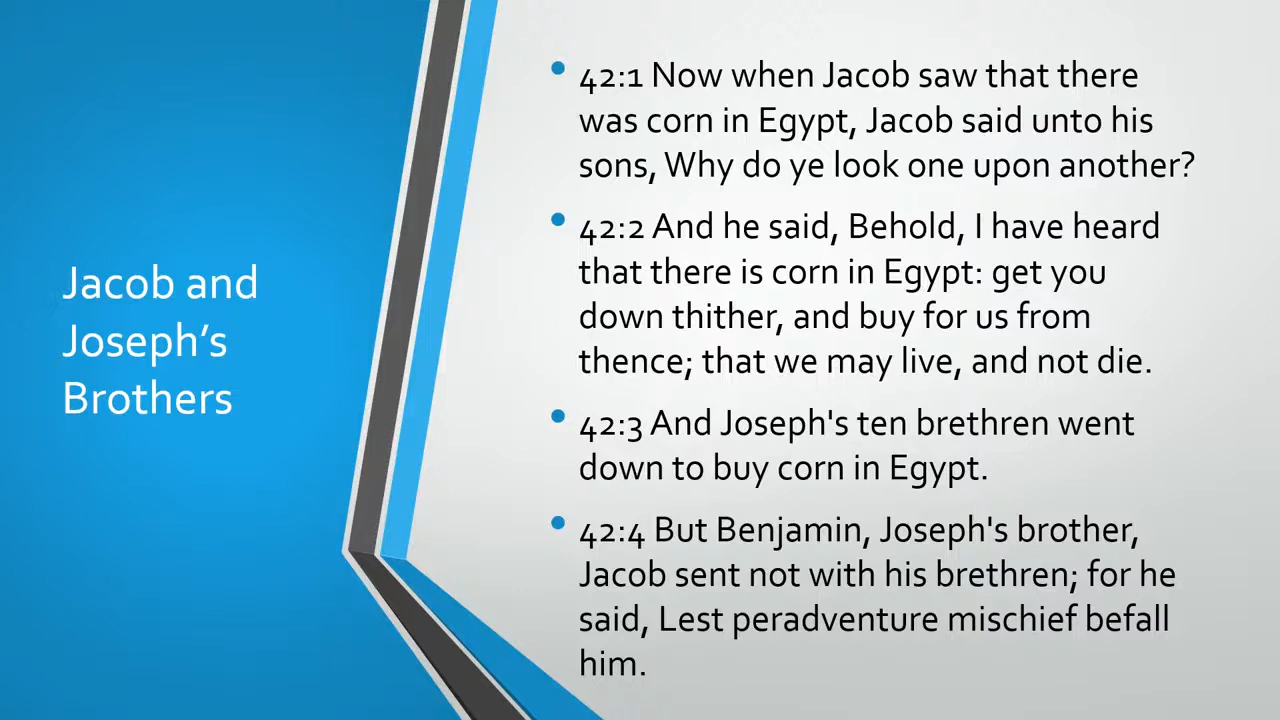 Jacob and
Joseph’s
Brothers
• 42:1 Now when Jacob saw that there
was corn in Egypt, Jacob said unto his
sons, Why do ye look one upon another?
• 42:2 And he said, Behold, I have heard
that there is corn in Egypt: get you
down thither, and buy for us from
thence; that we may live, and not die.
• 42:3 And Joseph's ten brethren went
down to buy corn in Egypt.
• 42:4 But Benjamin, Joseph's brother,
Jacob sent not with his brethren; for he
said, Lest peradventure mischief befall
him.